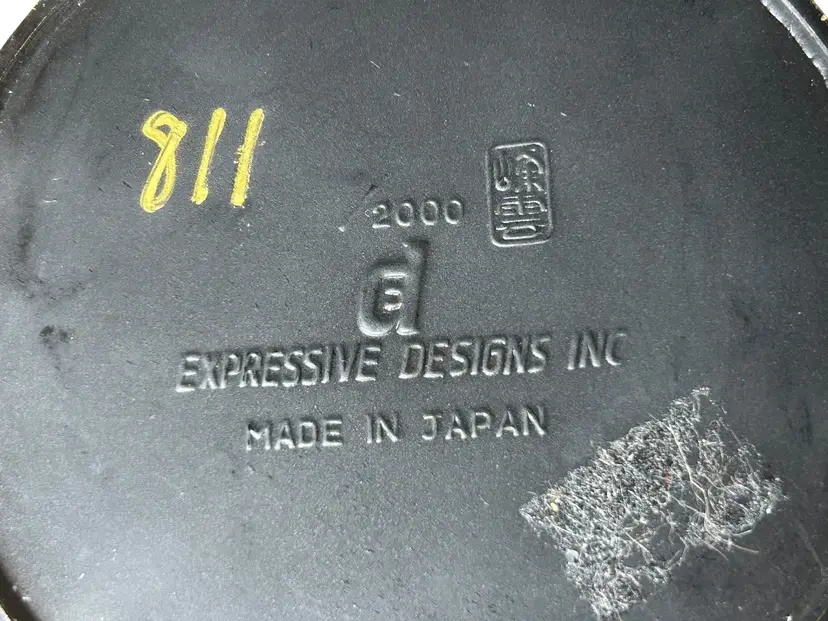 811
2000
EXPRESSIVE DESIGNS INC
MADE IN JAPAN